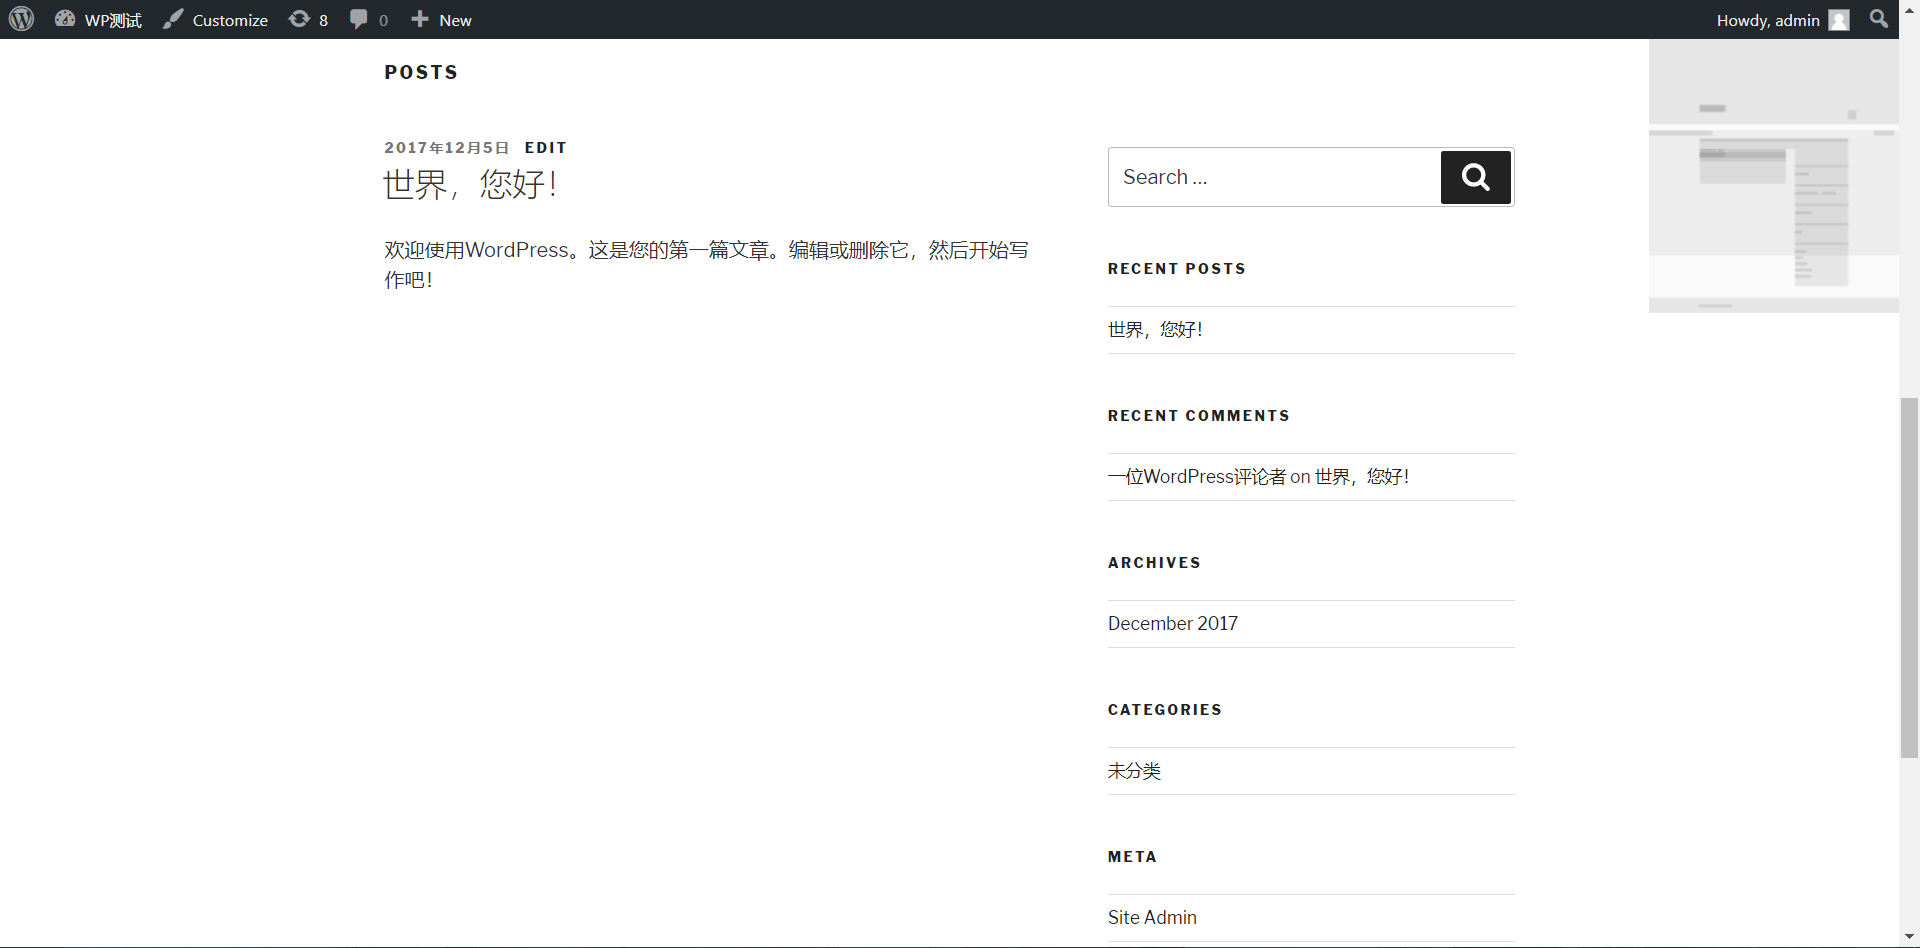 WP测试 Customize 8 0 New Howdy, admin
POSTS
2017年12月5日 EDIT
世界，您好！
欢迎使用WordPress。这是您的第一篇文章。编辑或删除它，然后开始写
作吧！
Search …
RECENT POSTS
世界，您好！
RECENT COMMENTS
一位WordPress评论者 on 世界，您好！
ARCHIVES
December 2017
CATEGORIES
未分类
META
Site Admin